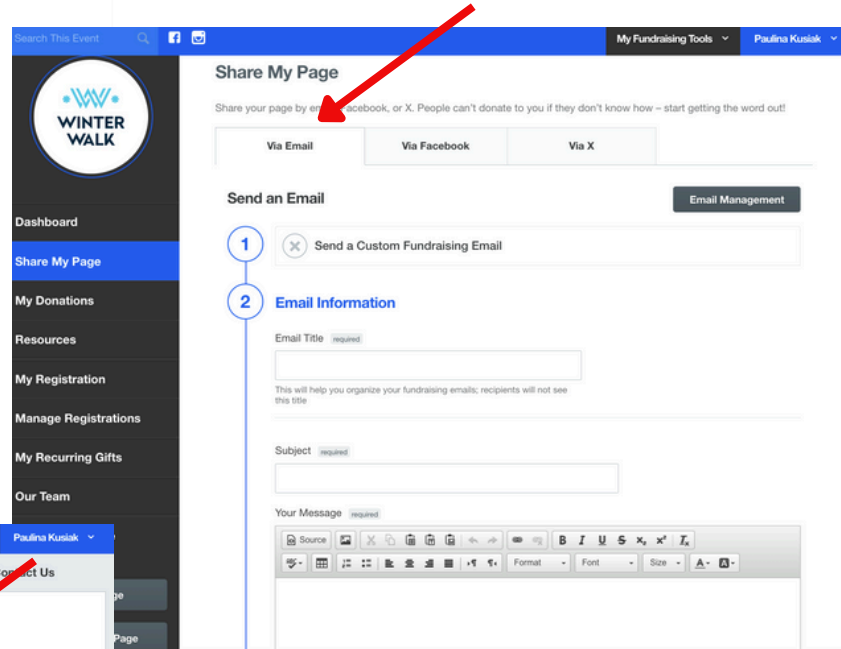 Search This Event
My Fundraising Tools
Paulina Kusiak
WINTER
WALK
Dashboard
Share My Page
My Donations
Resources
My Registration
Manage Registrations
My Recurring Gifts
Our Team
Share My Page
Share your page by Facebook, or X. People can't donate to you if they don't know how – start getting the word out!
Via Email
Via Facebook
Via X
Send an Email
Email Management
1
Send a Custom Fundraising Email
2
Email Information
Email Title required
This will help you organize your fundraising emails; recipients will not see
this title
Subject required
Your Message required
Source
B I U S x₂ x² Iₓ
Format
Font
Size
A
A
Paulina Kusiak
Contact Us
Page